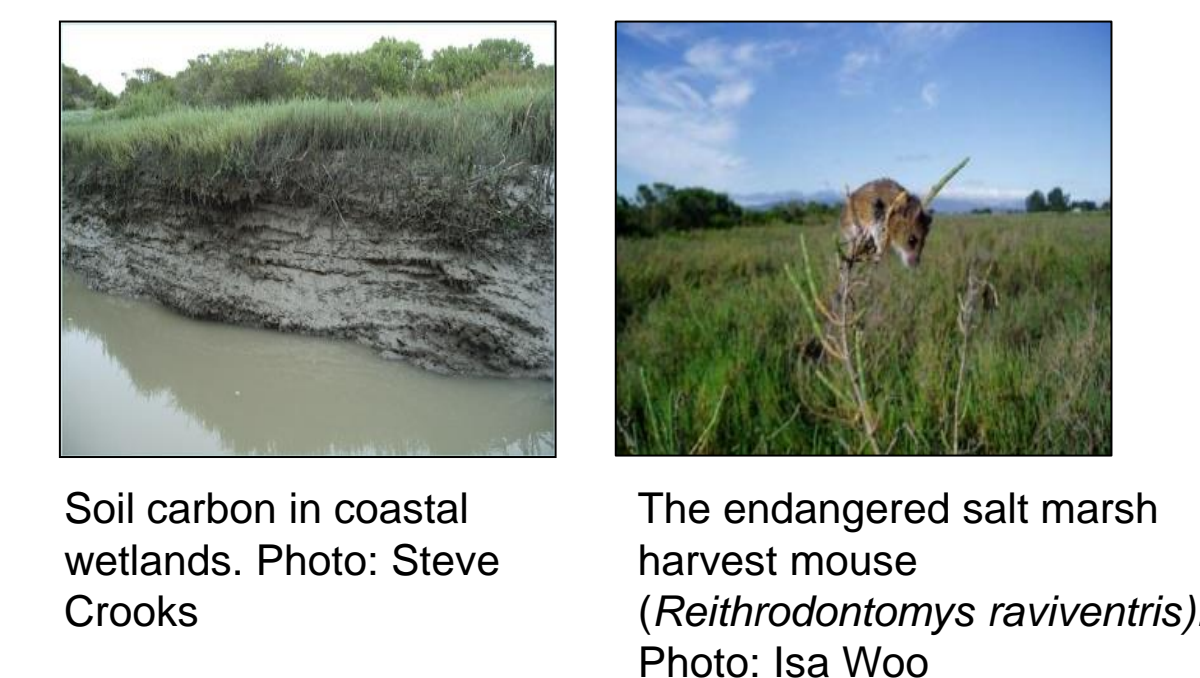 Soil carbon in coastal
wetlands. Photo: Steve
Crooks
The endangered salt marsh
harvest mouse
(Reithrodontomys raviventris).
Photo: Isa Woo